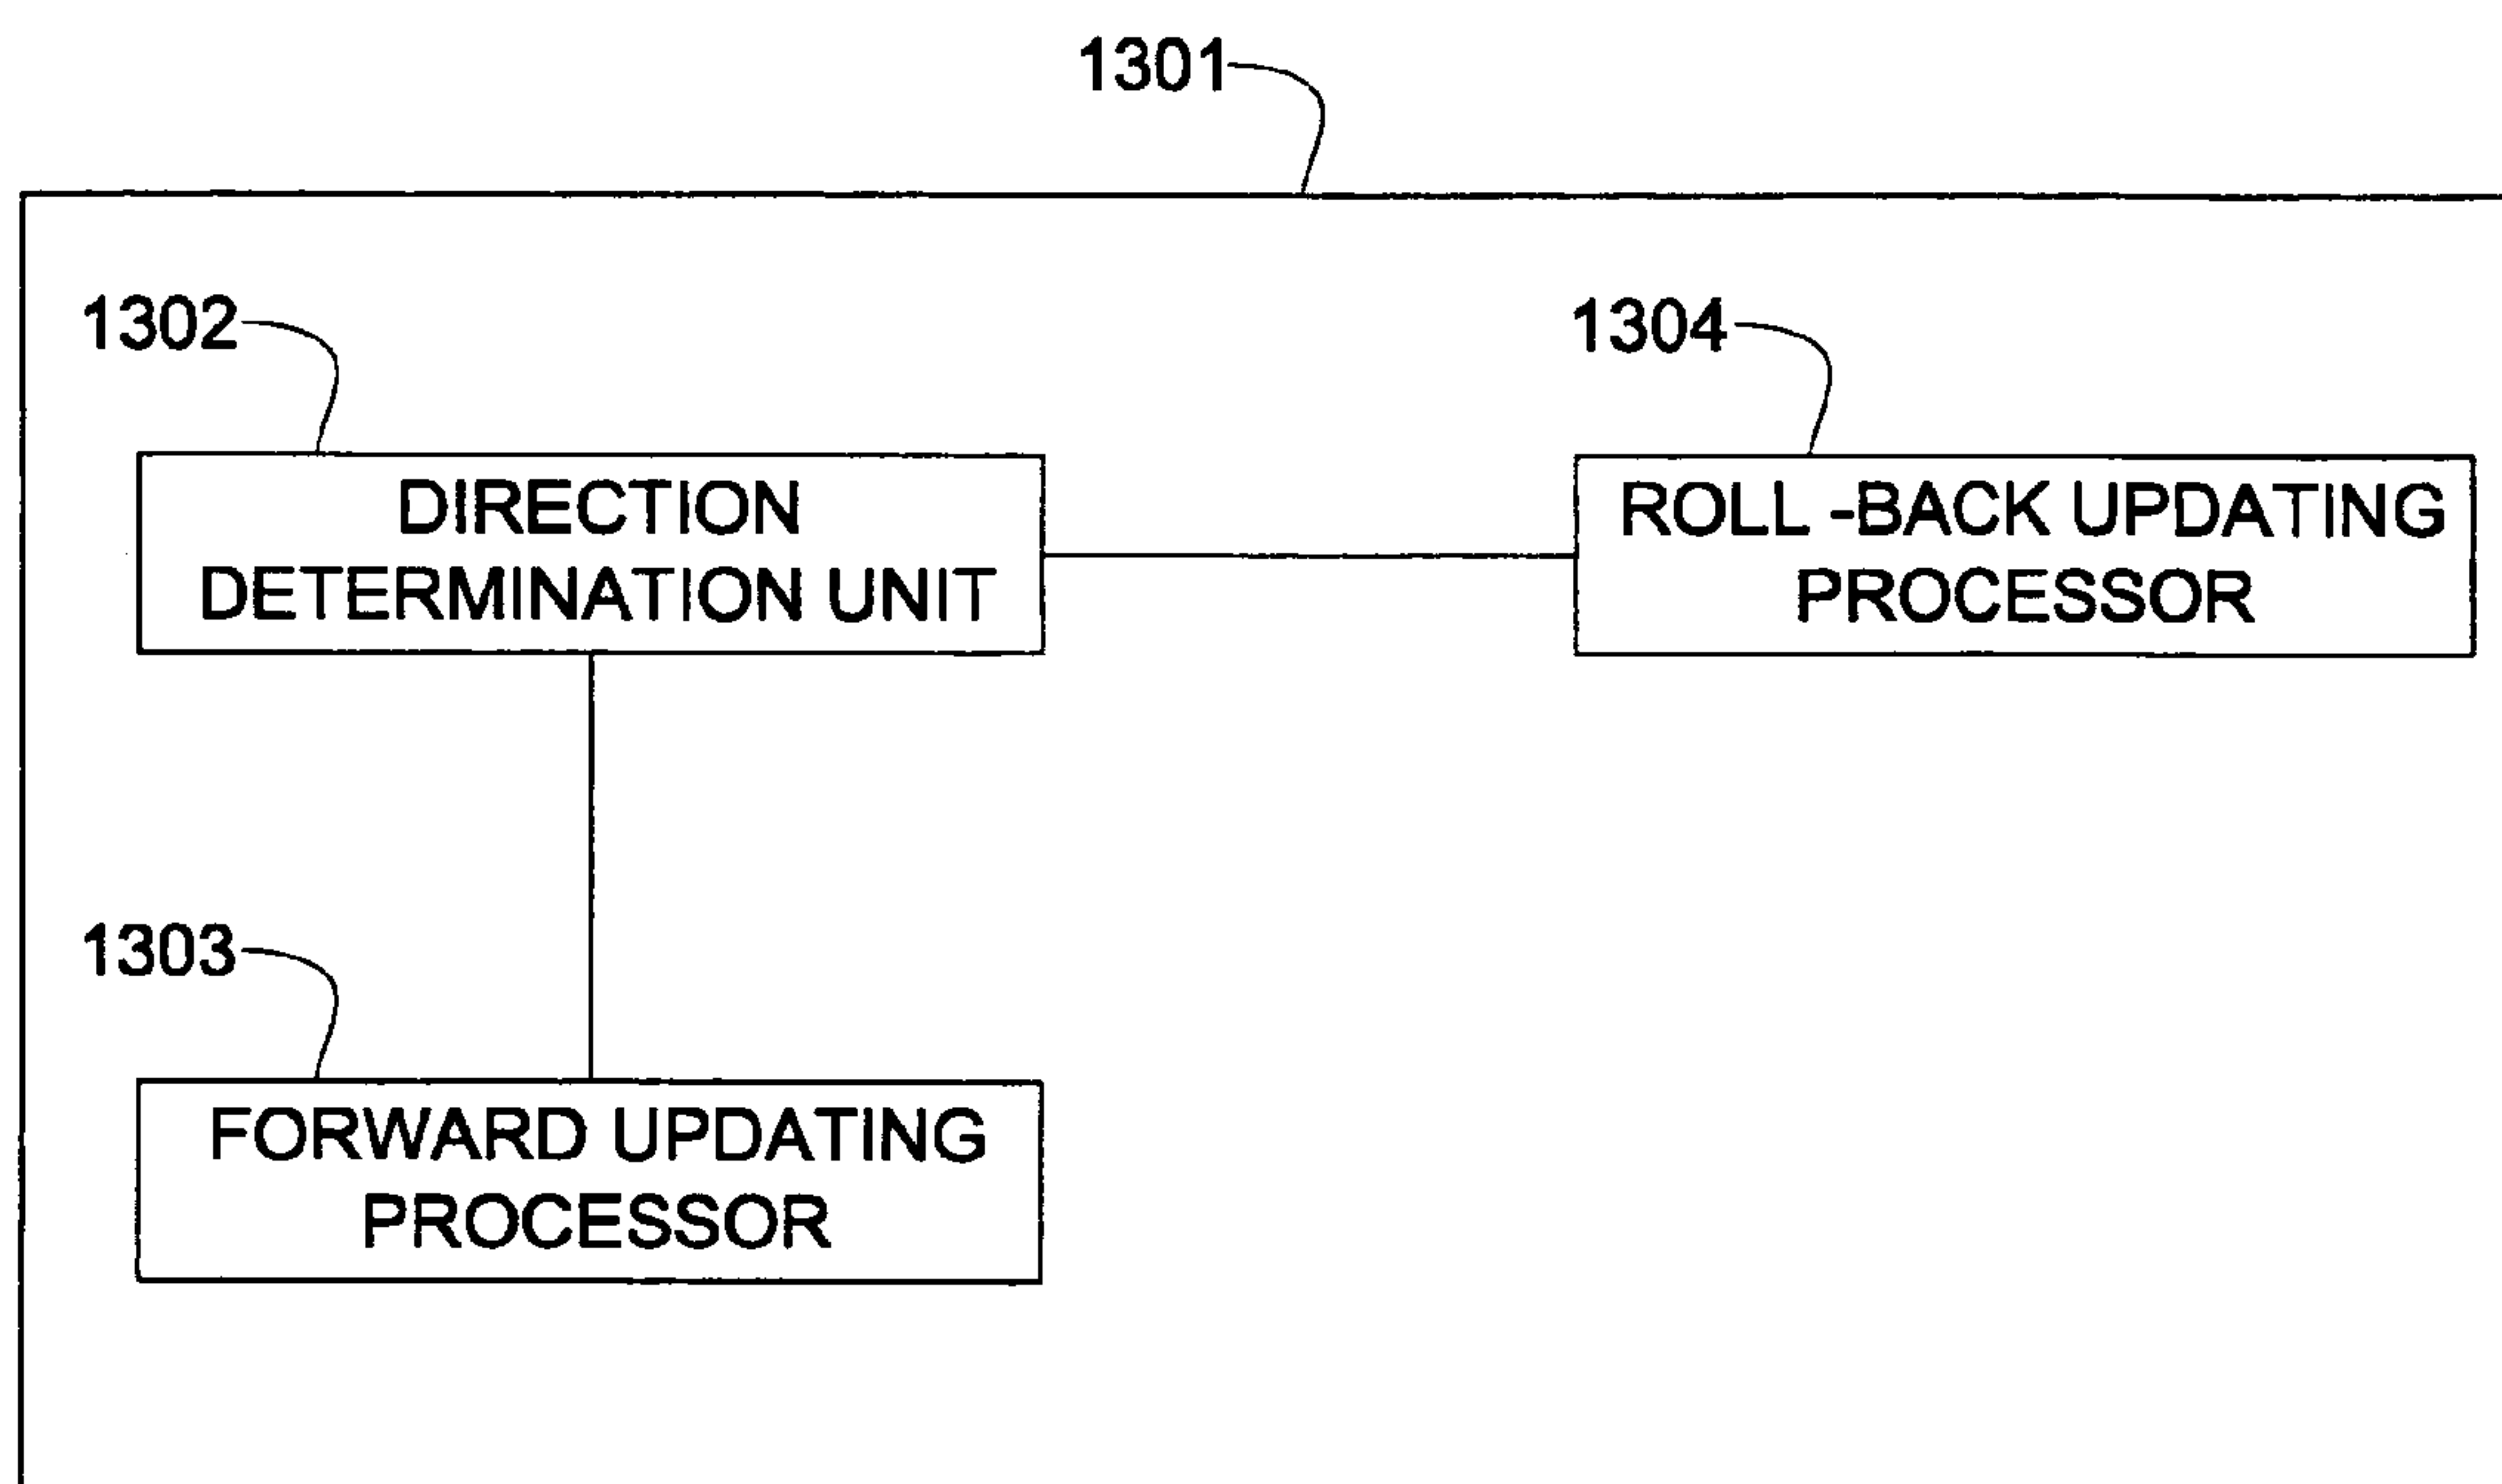 1301
1302
1304
DIRECTION
DETERMINATION UNIT
ROLL -BACK UPDATING
PROCESSOR
1303
FORWARD UPDATING
PROCESSOR